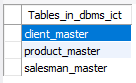 Tables_in_dbms_ict
client_master
product_master
salesman_master